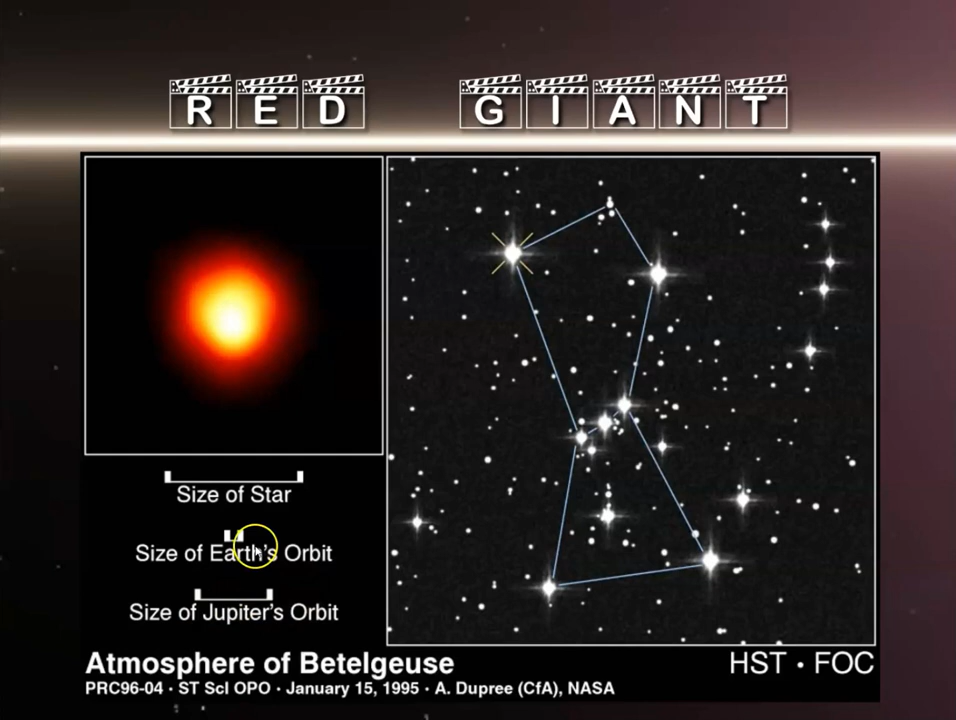 RED GIANT
Size of Star
Size of Earth's Orbit
Size of Jupiter's Orbit
Atmosphere of Betelgeuse
HST • FOC
PRC96-04 • ST ScI OPO • January 15, 1995 • A. Dupree (CfA), NASA